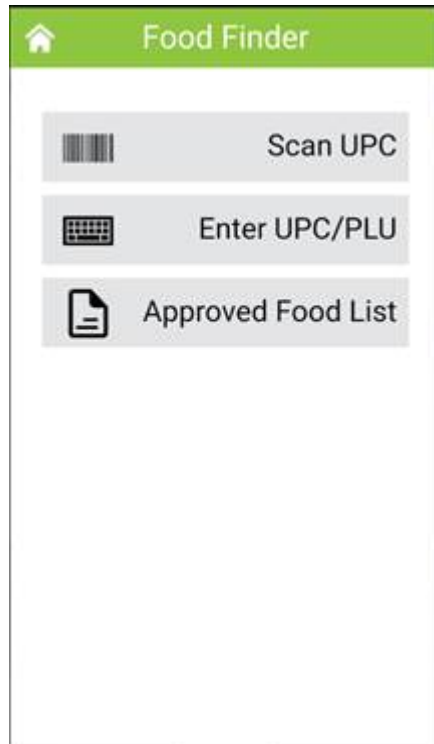 Food Finder
Scan UPC
Enter UPC/PLU
Approved Food List